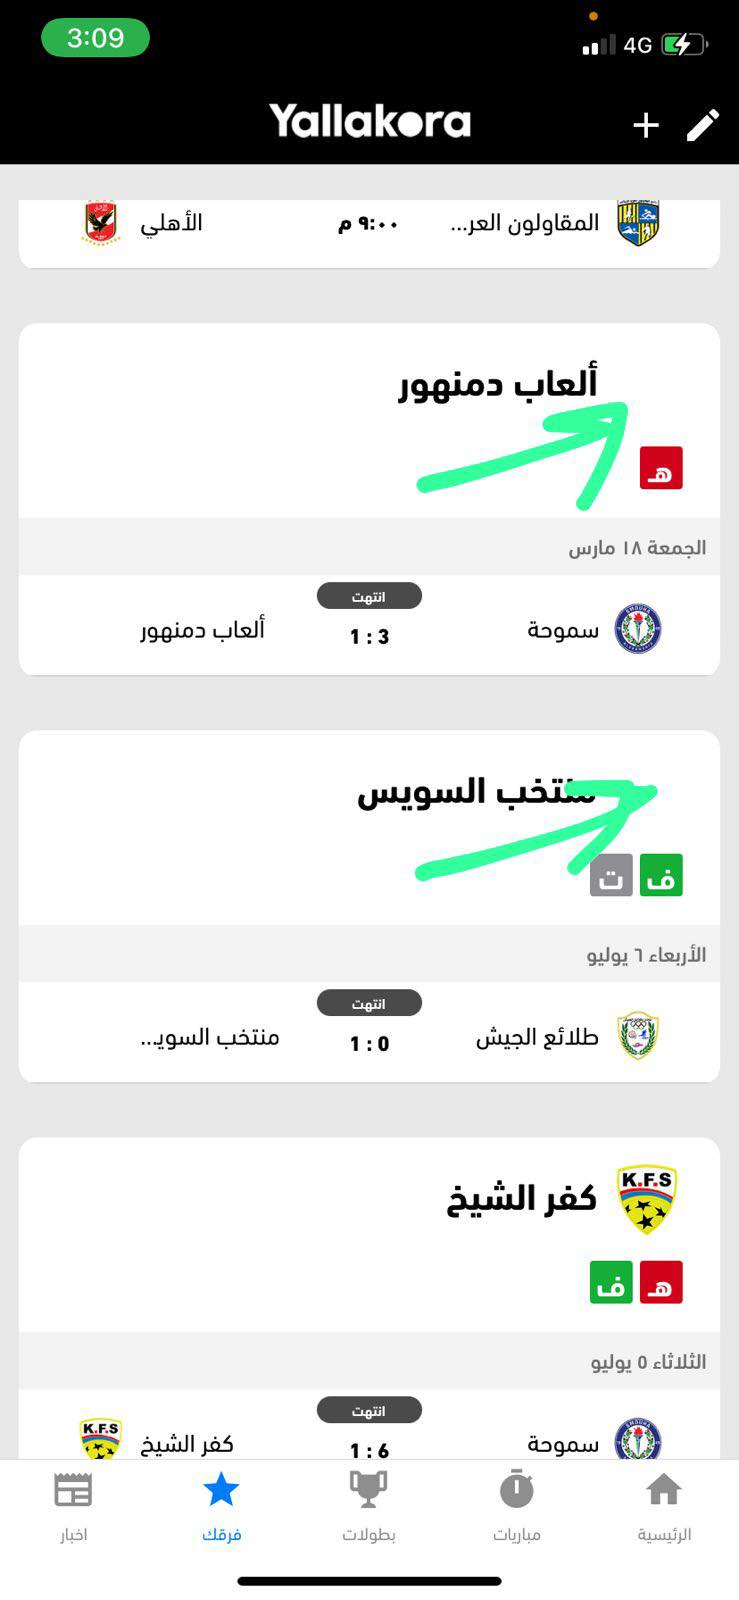 3:09
4G
Yallakora
المقاولون العر... ٩:٠٠ م الأهلي
ألعاب دمنهور
هـ
الجمعة ١٨ مارس
انتهت
سموحة 1 : 3 ألعاب دمنهور
منتخب السويس
ف ت
الأربعاء ٦ يوليو
انتهت
طلائع الجيش 1 : 0 منتخب السويـ...
K.F.S
كفر الشيخ
هـ ف
الثلاثاء ٥ يوليو
انتهت
سموحة 1 : 6 كفر الشيخ
K.F.S
الرئيسية مباريات بطولات فرقك اخبار